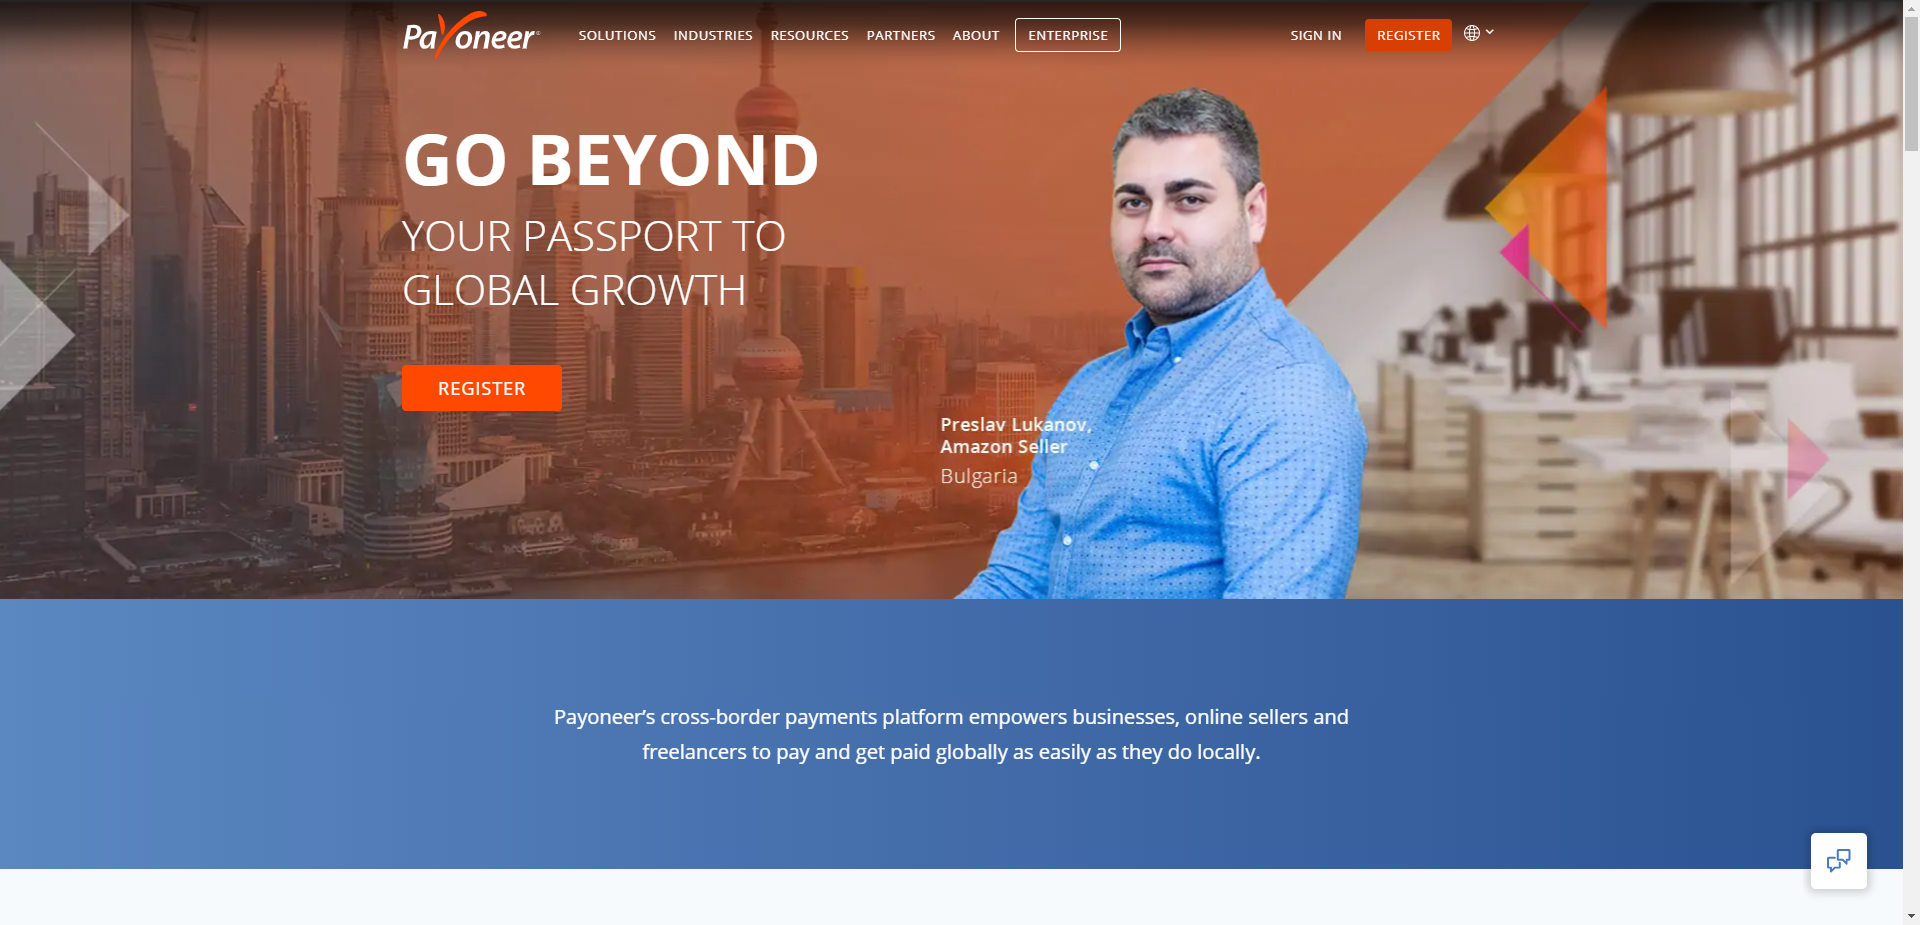 Payoneer
SOLUTIONS INDUSTRIES RESOURCES PARTNERS ABOUT ENTERPRISE SIGN IN REGISTER
GO BEYOND
YOUR PASSPORT TO
GLOBAL GROWTH
REGISTER
Preslav Lukanov,
Amazon Seller
Bulgaria
Payoneer’s cross-border payments platform empowers businesses, online sellers and
freelancers to pay and get paid globally as easily as they do locally.